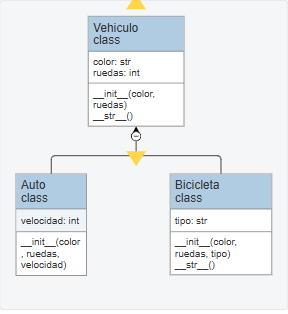 Vehiculo
class
color: str
ruedas: int
__init__(color,
ruedas)
__str__()
Auto
class
velocidad: int
__init__(color
, ruedas,
velocidad)
Bicicleta
class
tipo: str
__init__(color,
ruedas, tipo)
__str__()